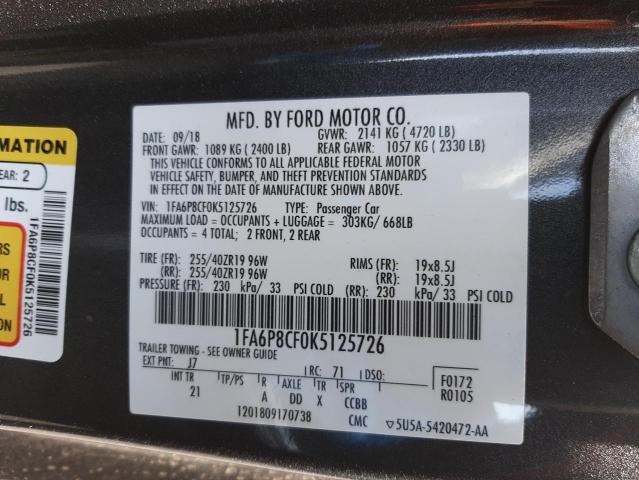 MFD. BY FORD MOTOR CO.
DATE: 09/18 GVWR: 2141 KG ( 4720 LB)
FRONT GAWR: 1089 KG ( 2400 LB) REAR GAWR: 1057 KG ( 2330 LB)
THIS VEHICLE CONFORMS TO ALL APPLICABLE FEDERAL MOTOR
VEHICLE SAFETY, BUMPER, AND THEFT PREVENTION STANDARDS
IN EFFECT ON THE DATE OF MANUFACTURE SHOWN ABOVE.
VIN: 1FA6P8CF0K5125726 TYPE: Passenger Car
MAXIMUM LOAD = OCCUPANTS + LUGGAGE = 303KG/ 668LB
OCCUPANTS = 4 TOTAL; 2 FRONT, 2 REAR
TIRE (FR): 255/40ZR19 96W RIMS (FR): 19x8.5J
(RR): 255/40ZR19 96W (RR): 19x8.5J
PRESSURE (FR): 230 kPa/ 33 PSI COLD (RR): 230 kPa/ 33 PSI COLD
1FA6P8CF0K5125726
TRAILER TOWING - SEE OWNER GUIDE
EXT PNT: J7 RC: 71 DSO:
INT TR TP/PS R AXLE TR SPR
21 A DD X CCBB
F0172
R0105
1201809170738 CMC ▽5U5A-5420472-AA
MATION
EAR: 2
lbs.
RS
OR
L
1FA6P8CF0K5125726